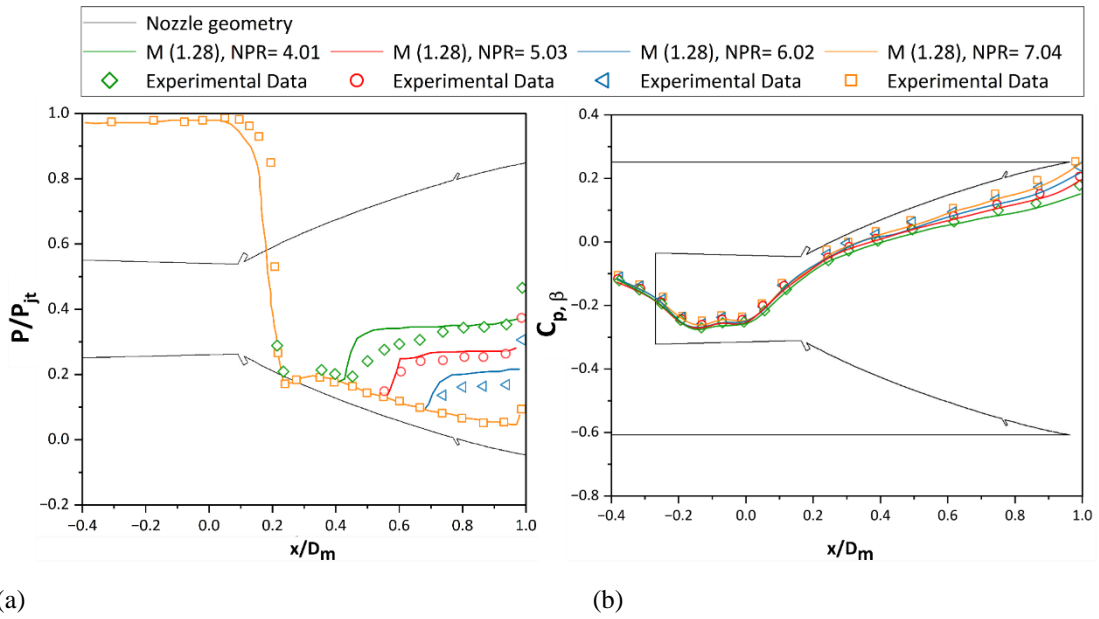 Nozzle geometry
M (1.28), NPR= 4.01 M (1.28), NPR= 5.03 M (1.28), NPR= 6.02 M (1.28), NPR= 7.04
Experimental Data Experimental Data Experimental Data Experimental Data
P/Pjt
1.0
0.8
0.6
0.4
0.2
0.0
−0.2
−0.4 −0.2 0.0 0.2 0.4 0.6 0.8 1.0
x/Dm
Cp, β
0.4
0.2
0.0
−0.2
−0.4
−0.6
−0.8
−0.4 −0.2 0.0 0.2 0.4 0.6 0.8 1.0
x/Dm
(a) (b)